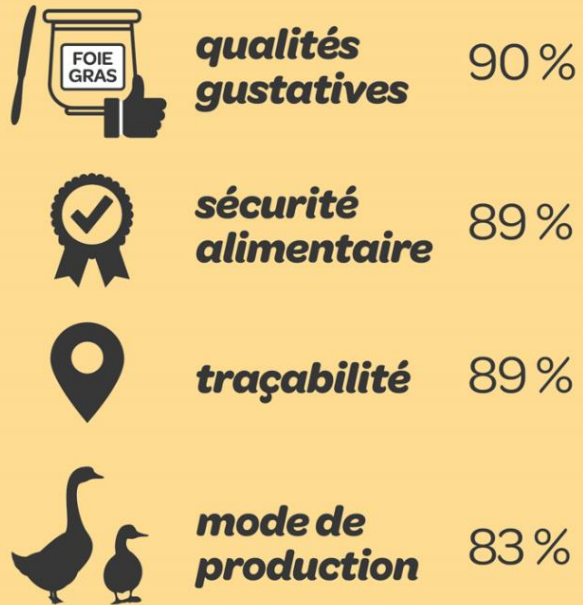 FOIE
GRAS
qualités
gustatives
90 %
sécurité
alimentaire
89 %
traçabilité
89 %
mode de
production
83 %